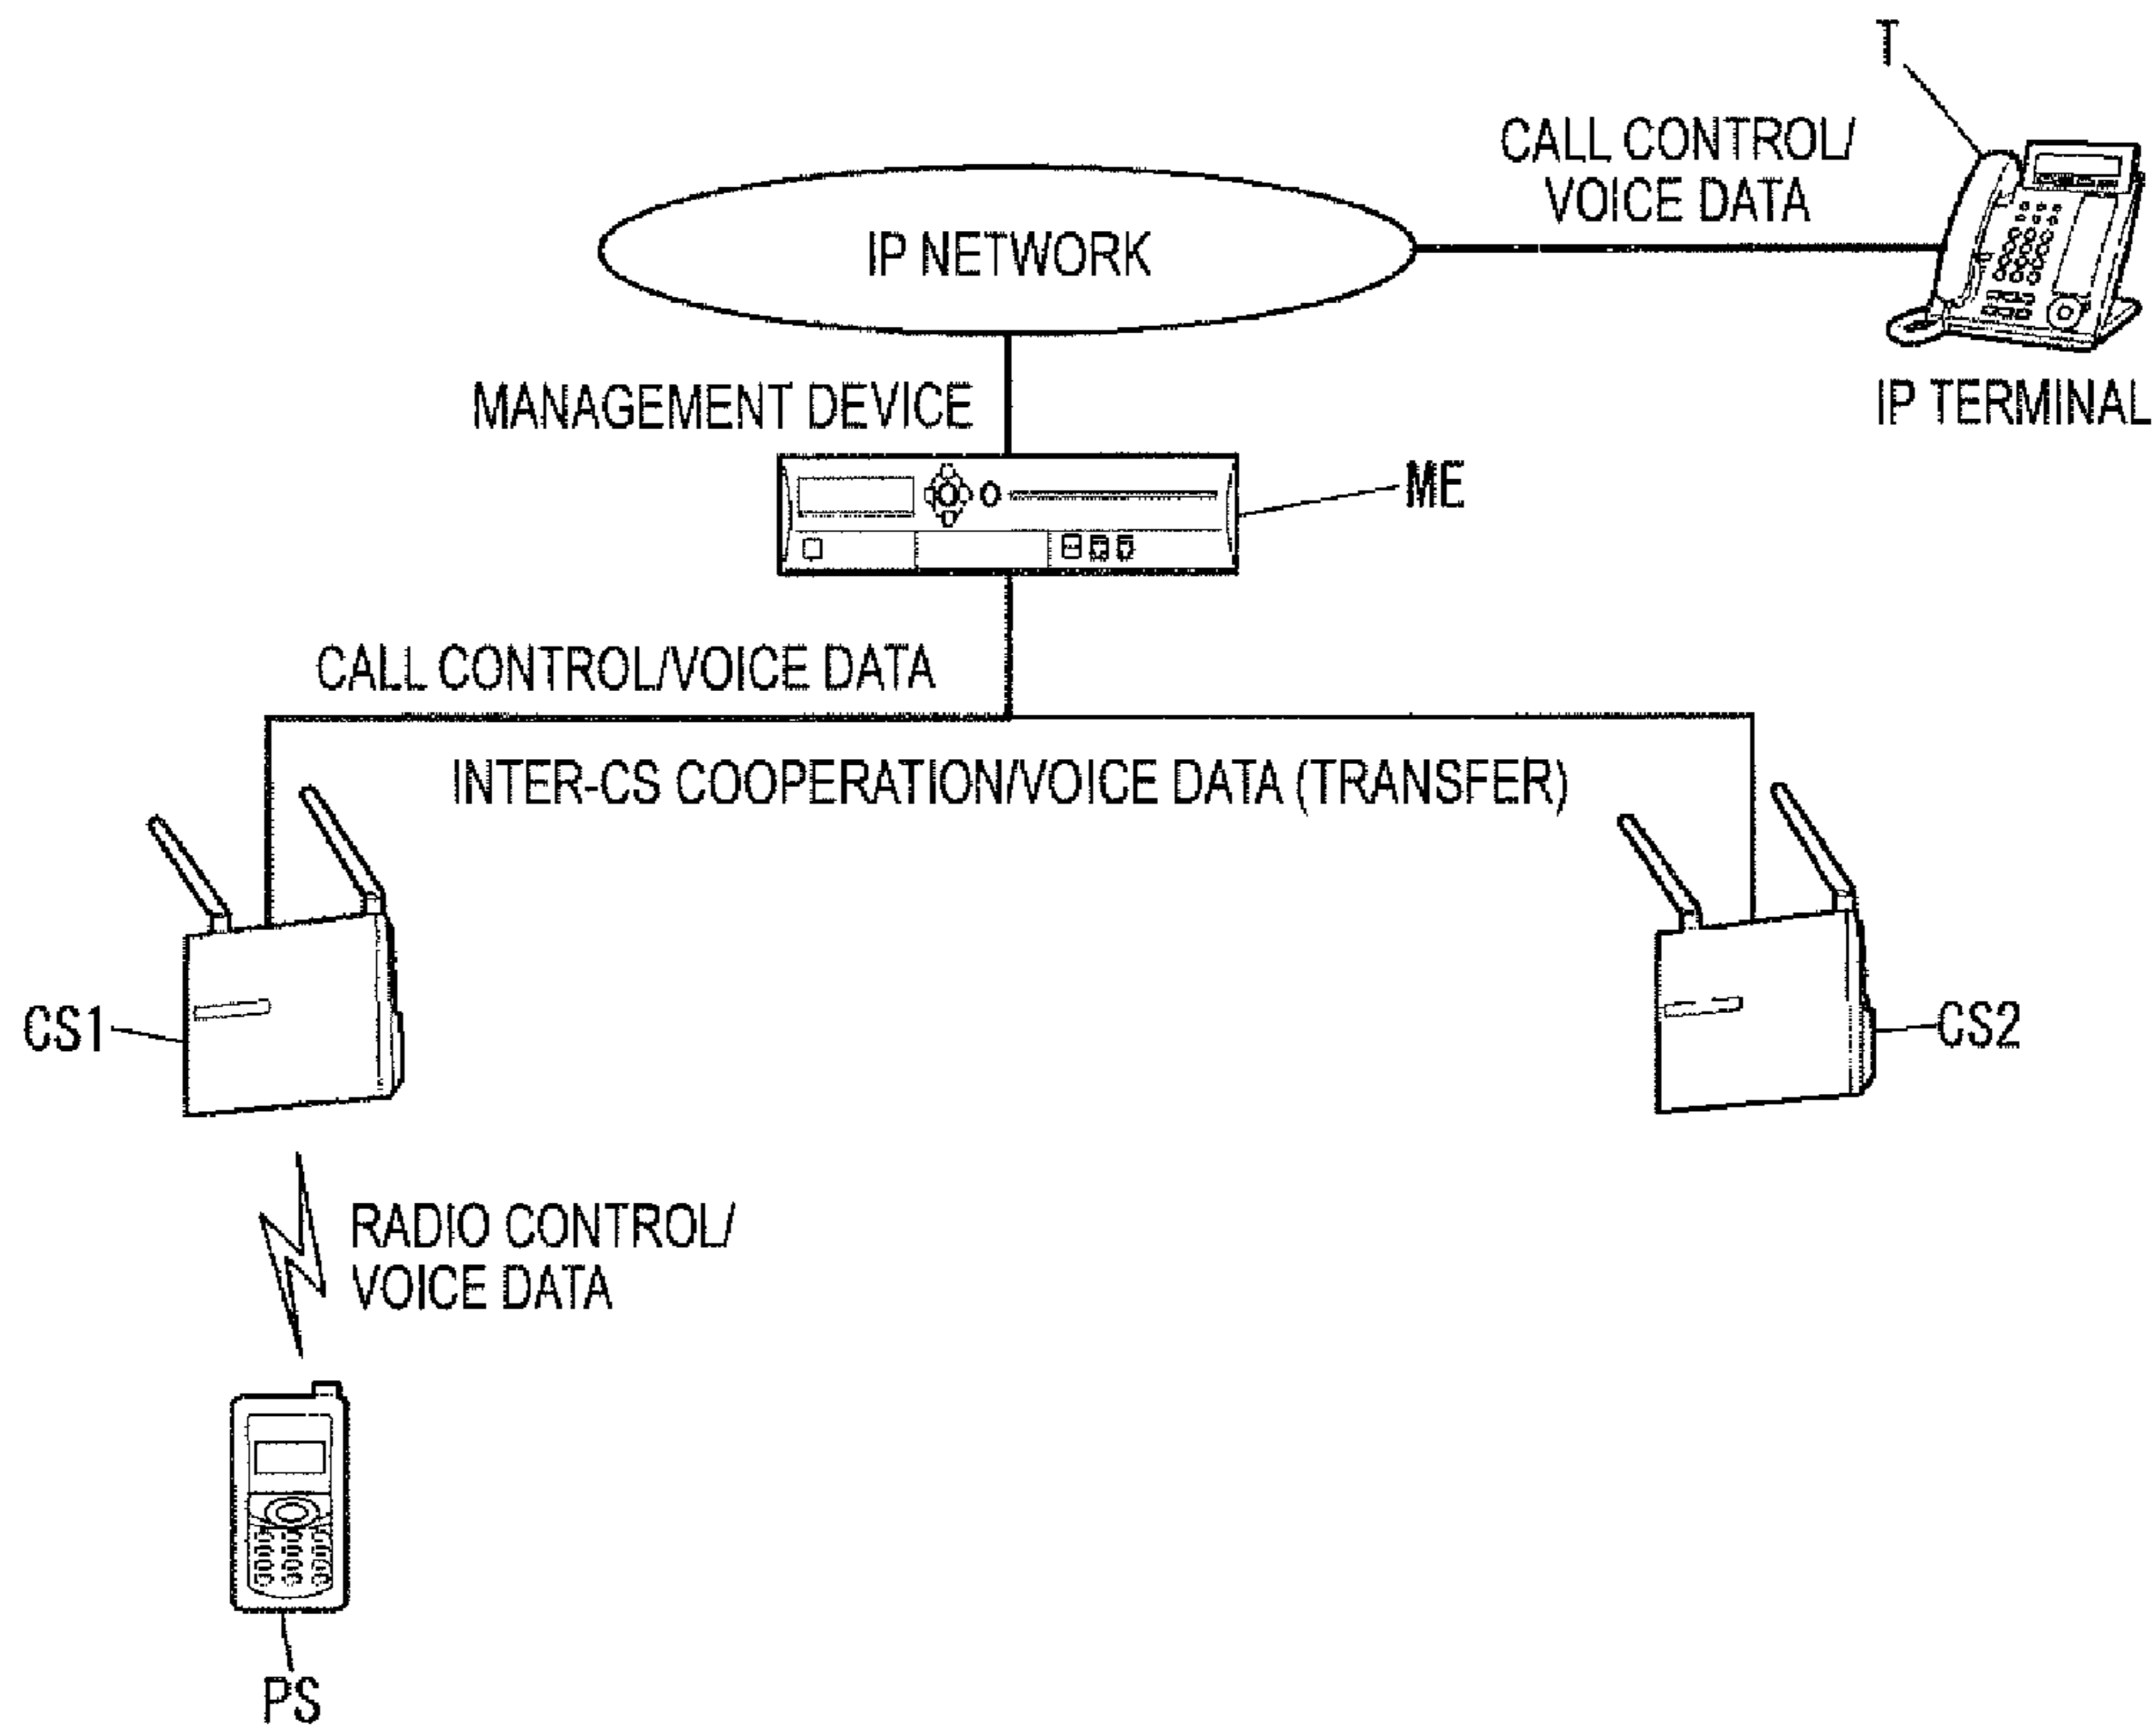 T
CALL CONTROL/
VOICE DATA
IP NETWORK
IP TERMINAL
MANAGEMENT DEVICE
ME
CALL CONTROL/VOICE DATA
INTER-CS COOPERATION/VOICE DATA (TRANSFER)
CS1
CS2
RADIO CONTROL/
VOICE DATA
PS